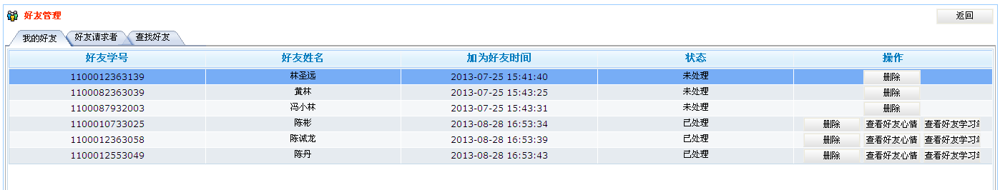 好友管理 返回
我的好友 好友请求者 查找好友
好友学号 好友姓名 加为好友时间 状态 操作
1100012363139 林圣远 2013-07-25 15:41:40 未处理 删除
1100082363039 黄林 2013-07-25 15:43:25 未处理 删除
1100087932003 冯小林 2013-07-25 15:43:31 未处理 删除
1100010733025 陈彬 2013-08-28 16:53:34 已处理 删除 查看好友心情 查看好友学习
1100012363058 陈诚龙 2013-08-28 16:53:39 已处理 删除 查看好友心情 查看好友学习
1100012553049 陈丹 2013-08-28 16:53:43 已处理 删除 查看好友心情 查看好友学习